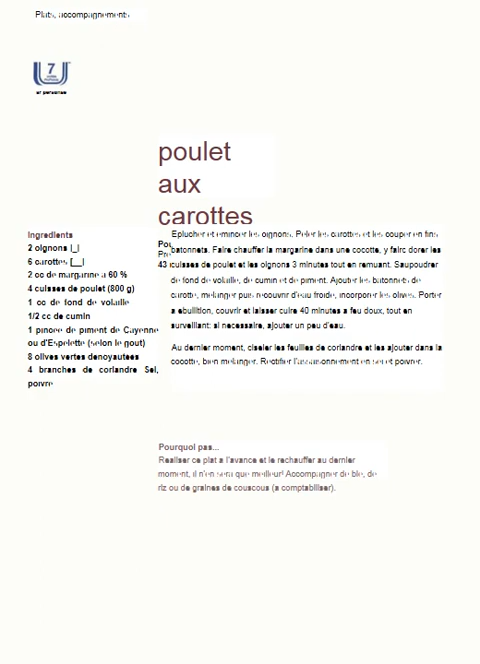 Plats, accompagnements
7
par personne
poulet
aux
carottes
Ingredients
2 oignons |_|
6 carottes [__|
2 cc de margarine a 60 %
4 cuisses de poulet (800 g)
1 cc de fond de volaille
1/2 cc de cumin
1 pincee de piment de Cayenne
ou d'Espelette (selon le gout)
8 olives vertes denoyautees
4 branches de coriandre Sel,
poivre
Pou
Pre
43
Eplucher et emincer les oignons. Peler les carottes et les couper en fins
batonnets. Faire chauffer la margarine dans une cocotte, y faire dorer les
cuisses de poulet et les oignons 3 minutes tout en remuant. Saupoudrer
de fond de volaille, de cumin et de piment. Ajouter les batonnets de
carotte, melanger puis recouvrir d'eau froide, incorporer les olives. Porter
a ebullition, couvrir et laisser cuire 40 minutes a feu doux, tout en
surveillant: si necessaire, ajouter un peu d'eau.
Au dernier moment, ciseler les feuilles de coriandre et les ajouter dans la
cocotte, bien melanger. Rectifier l'assaisonnement en sel et poivre.
Pourquoi pas...
Realiser ce plat a l'avance et le rechauffer au dernier
moment, il n'en sera que meilleur! Accompagner de ble, de
riz ou de graines de couscous (a comptabiliser).